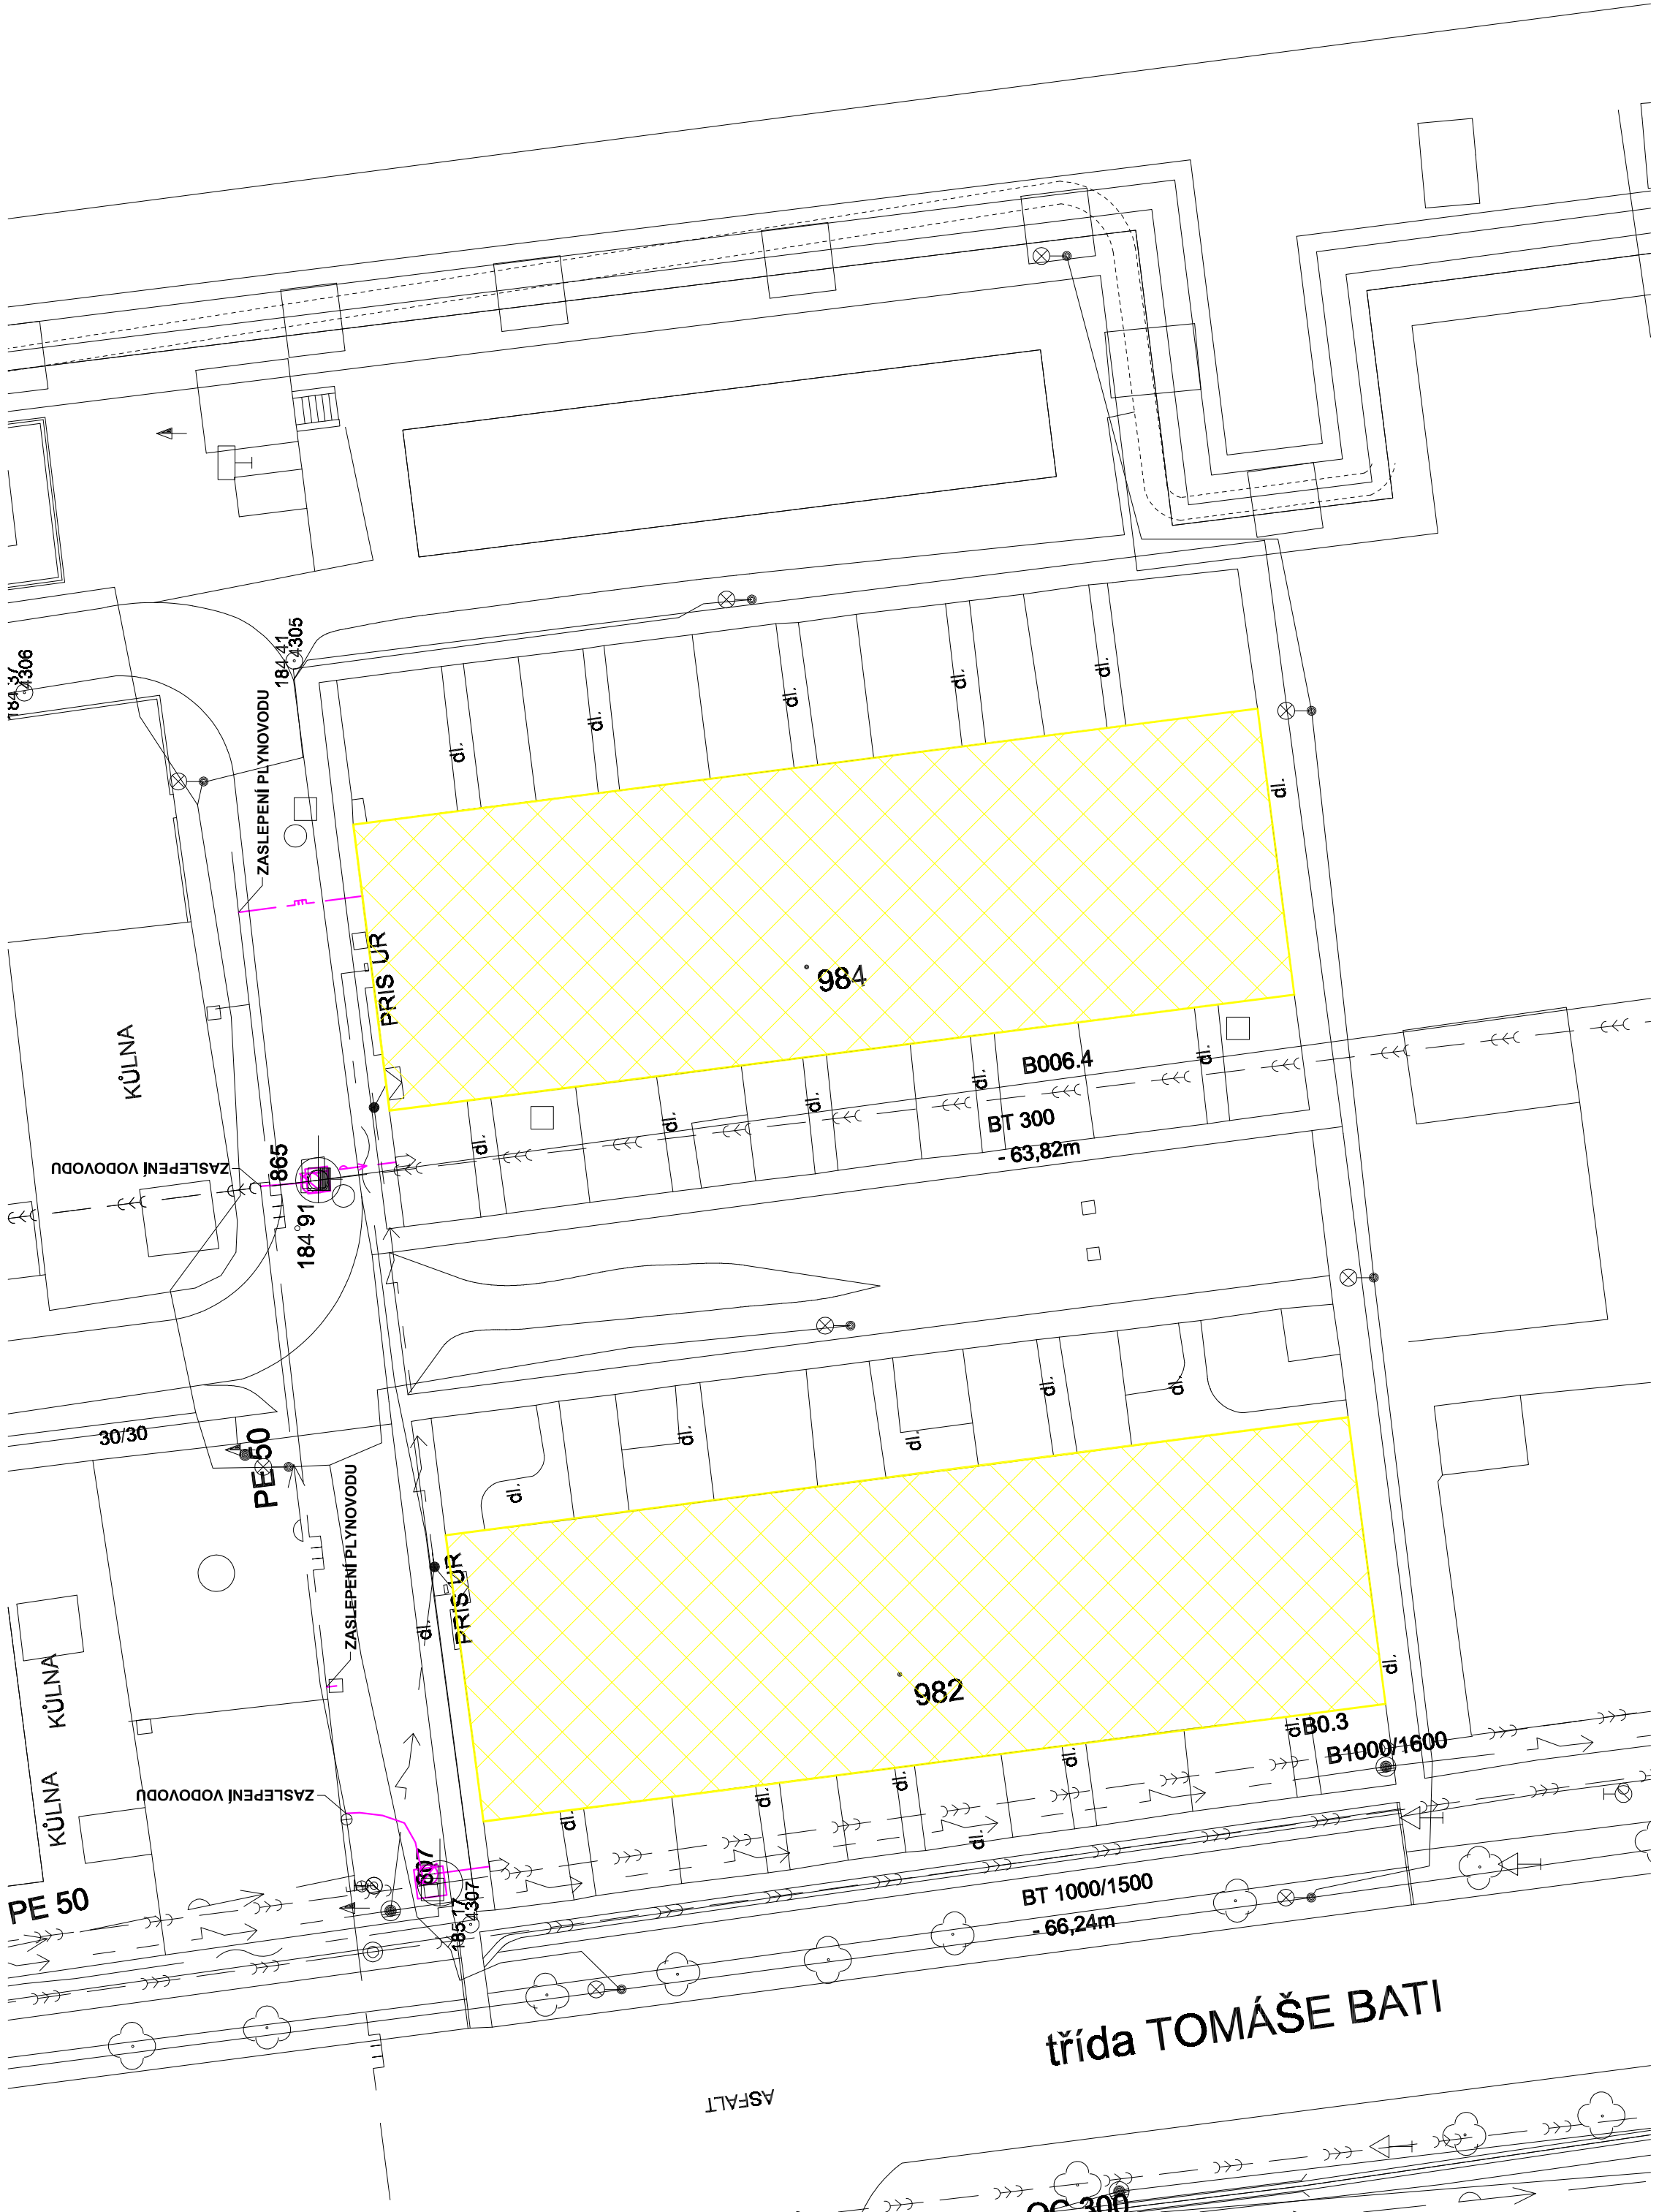 184 41
4305
184 37
4306
ZASLEPENÍ PLYNOVODU
dl.
dl.
dl.
dl.
dl.
dl.
PRIS UR
984
KŮLNA
B006.4
dl.
dl.
dl.
dl.
dl.
BT 300
- 63,82m
ZASLEPENÍ VODOVODU
865
184 91
30/30
PE 50
dl.
dl.
dl.
dl.
dl.
ZASLEPENÍ PLYNOVODU
PRIS UR
dl.
982
dl.
KŮLNA
KŮLNA
dl.
B0.3
B1000/1600
ZASLEPENÍ VODOVODU
dl.
dl.
dl.
dl.
dl.
807
PE 50
185 17
4307
BT 1000/1500
- 66,24m
třída TOMÁŠE BATI
ASFALT
OC 300